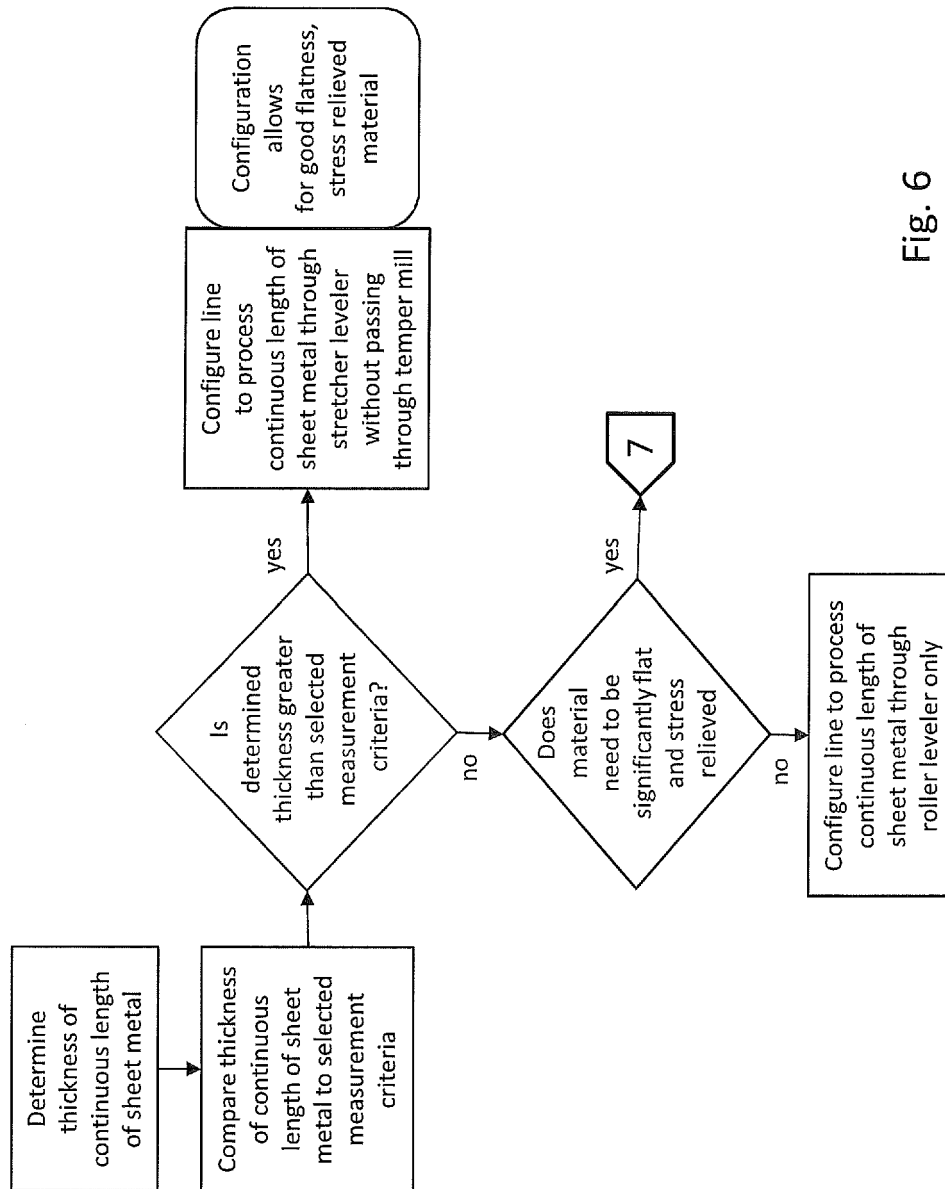 Determine
thickness of
continuous length
of sheet metal
Compare thickness
of continuous
length of sheet
metal to selected
measurement
criteria
Is
determined
thickness greater
than selected
measurement
criteria?
yes
Configure line
to process
continuous length of
sheet metal through
stretcher leveler
without passing
through temper mill
Configuration
allows
for good flatness,
stress relieved
material
no
Does
material
need to be
significantly flat
and stress
relieved
yes
7
no
Configure line to process
continuous length of
sheet metal through
roller leveler only
Fig. 6